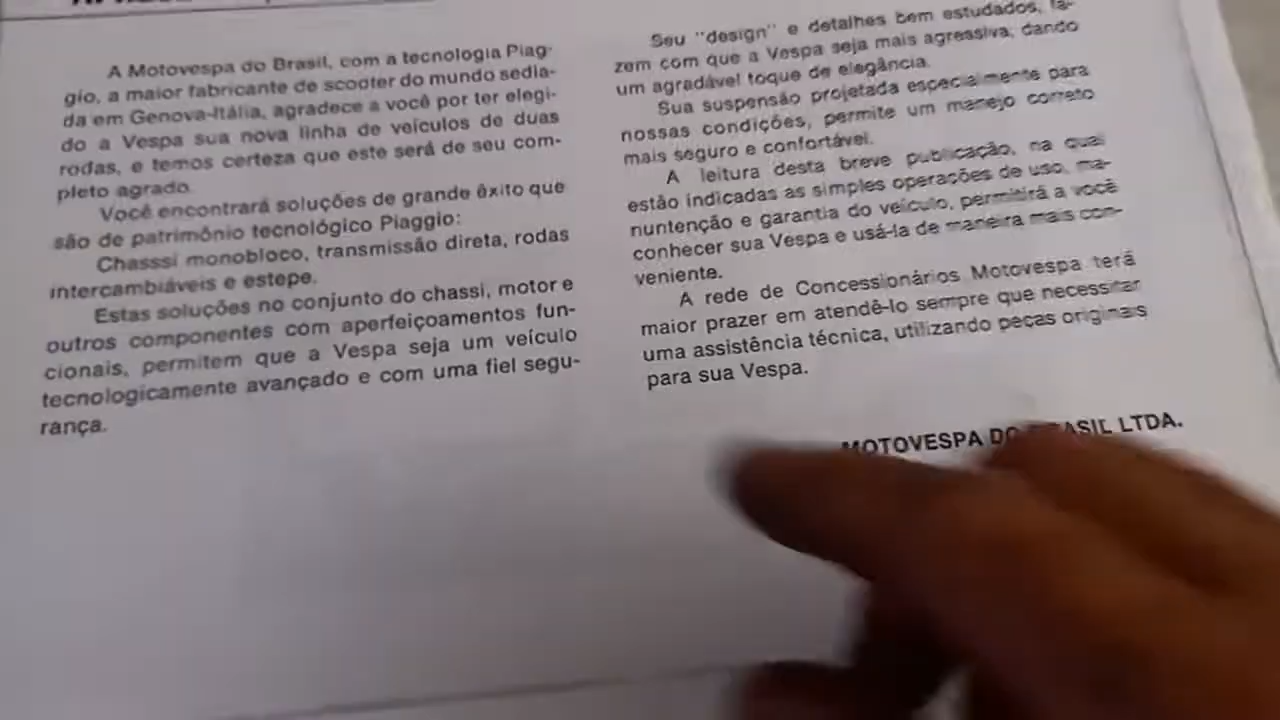 A Motovespa do Brasil, com a tecnologia Piag-
gio, a maior fabricante de scooter do mundo sedia-
da em Genova-Itália, agradece a você por ter elegi-
do a Vespa sua nova linha de veículos de duas
rodas, e temos certeza que este será de seu com-
pleto agrado.
Você encontrará soluções de grande êxito que
são de patrimônio tecnológico Piaggio:
Chasssi monobloco, transmissão direta, rodas
intercambiáveis e estepe.
Estas soluções no conjunto do chassi, motor e
outros componentes com aperfeiçoamentos fun-
cionais, permitem que a Vespa seja um veículo
tecnologicamente avançado e com uma fiel segu-
rança.
Seu "design" e detalhes bem estudados, fa-
zem com que a Vespa seja mais agressiva; dando
um agradável toque de elegância.
Sua suspensão projetada especialmente para
nossas condições, permite um manejo correto
mais seguro e confortável.
A leitura desta breve publicação, na qual
estão indicadas as simples operações de uso, ma-
nuntenção e garantia do veículo, permitirá a você
conhecer sua Vespa e usá-la de maneira mais con-
veniente.
A rede de Concessionários Motovespa terá
maior prazer em atendê-lo sempre que necessitar
uma assistência técnica, utilizando peças originais
para sua Vespa.
MOTOVESPA DO BRASIL LTDA.